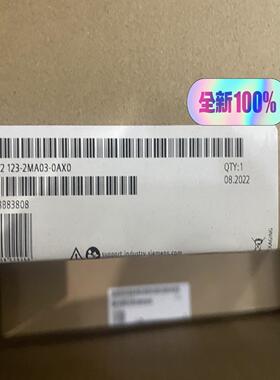 全新100%
2 123-2MA03-0AX0
QTY:1
08.2022
3883808
support.industry.siemens.com